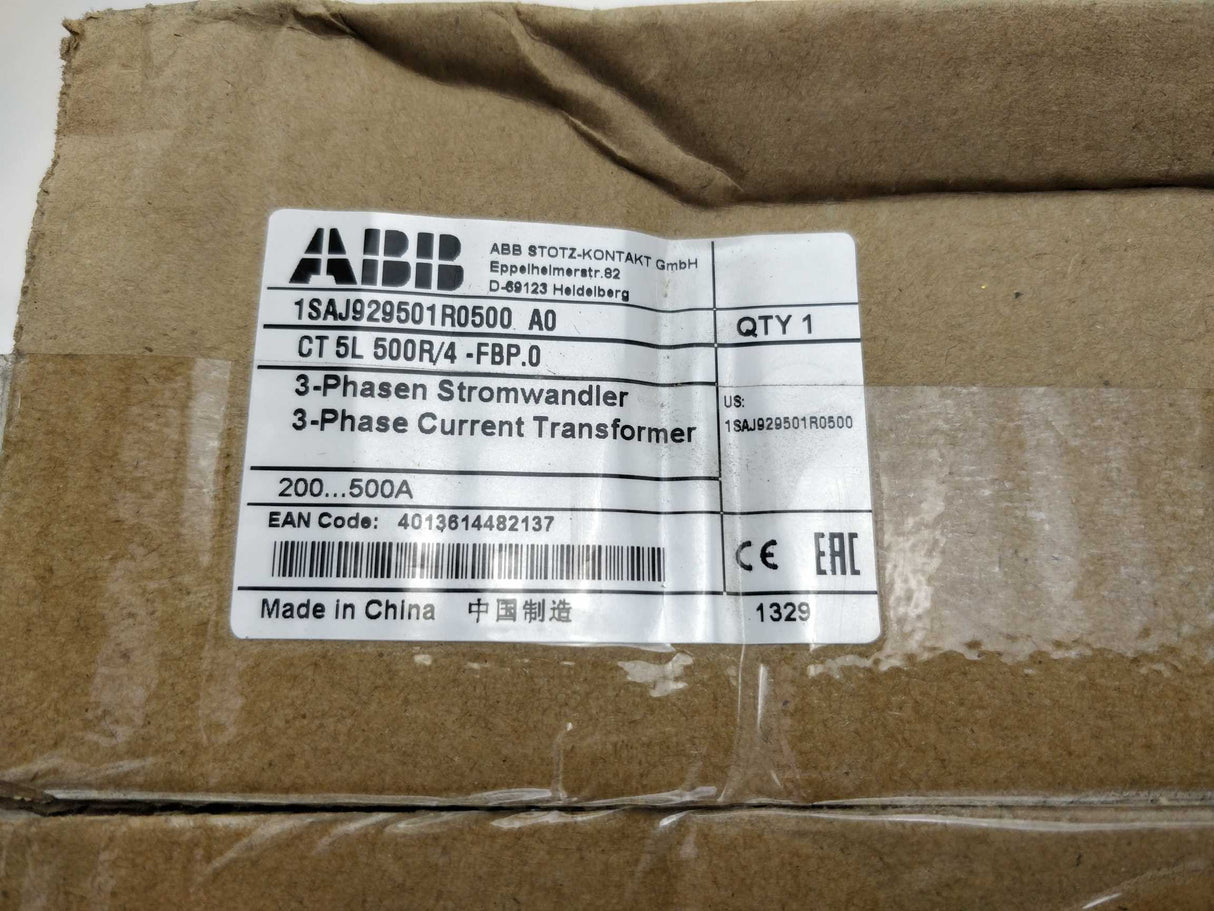 ABB
ABB STOTZ-KONTAKT GmbH
Eppelheimerstr.82
D-69123 Heidelberg
1SAJ929501R0500 A0
QTY 1
CT 5L 500R/4 -FBP.0
3-Phasen Stromwandler
3-Phase Current Transformer
US:
1SAJ929501R0500
200...500A
EAN Code: 4013614482137
CE EAC
Made in China 中国制造
1329